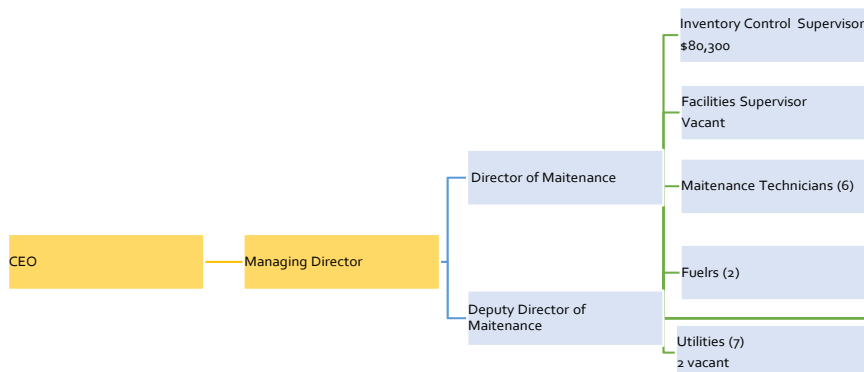 Inventory Control Supervisor
$80,300
Facilities Supervisor
Vacant
Director of Maitenance
Maitenance Technicians (6)
CEO
Managing Director
Fuelrs (2)
Deputy Director of
Maitenance
Utilities (7)
2 vacant